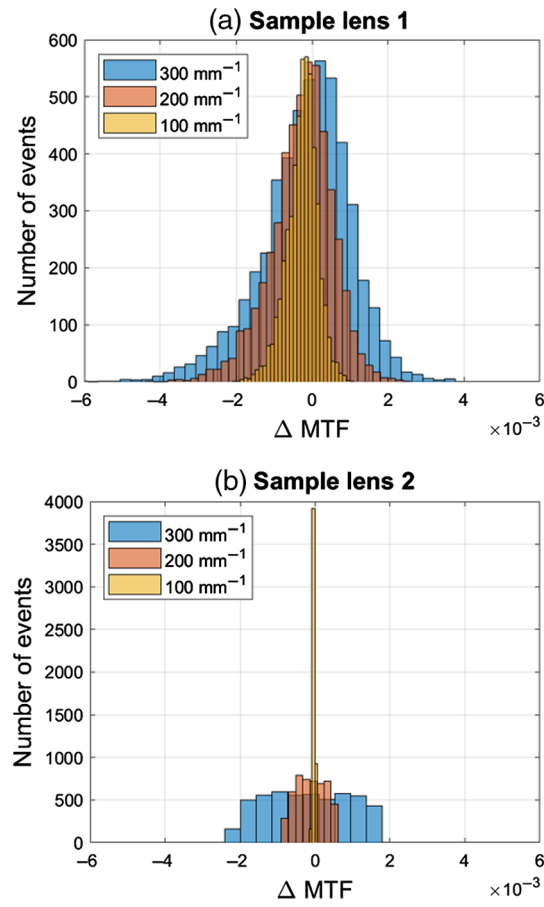 (a) Sample lens 1
600
500
400
300
200
100
0
Number of events
300 mm⁻¹
200 mm⁻¹
100 mm⁻¹
−6 −4 −2 0 2 4 6
Δ MTF
×10⁻³
(b) Sample lens 2
4000
3500
3000
2500
2000
1500
1000
500
0
Number of events
300 mm⁻¹
200 mm⁻¹
100 mm⁻¹
−6 −4 −2 0 2 4 6
Δ MTF
×10⁻³